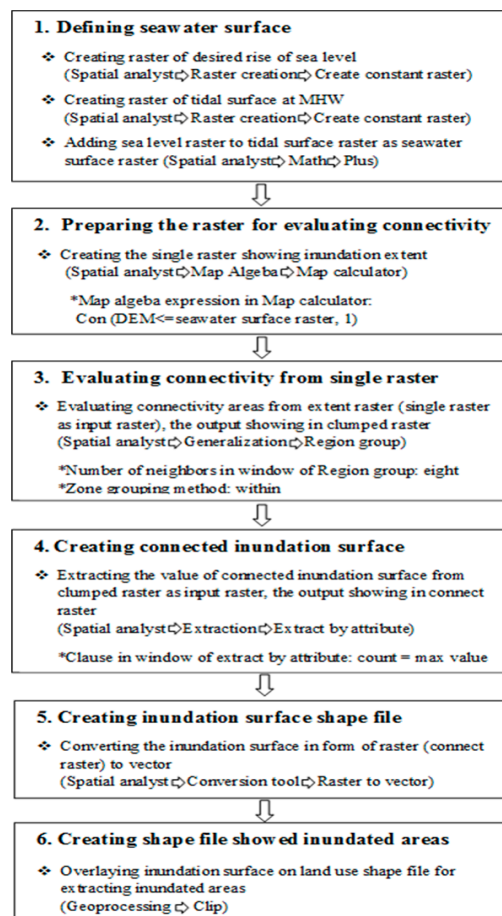 1. Defining seawater surface
❖ Creating raster of desired rise of sea level
(Spatial analyst⇨Raster creation⇨Create constant raster)
❖ Creating raster of tidal surface at MHW
(Spatial analyst⇨Raster creation⇨Create constant raster)
❖ Adding sea level raster to tidal surface raster as seawater
surface raster (Spatial analyst⇨Math⇨Plus)
2. Preparing the raster for evaluating connectivity
❖ Creating the single raster showing inundation extent
(Spatial analyst⇨Map Algeba⇨Map calculator)
*Map algeba expression in Map calculator:
Con (DEM<=seawater surface raster, 1)
3. Evaluating connectivity from single raster
❖ Evaluating connectivity areas from extent raster (single raster
as input raster), the output showing in clumped raster
(Spatial analyst⇨Generalization⇨Region group)
*Number of neighbors in window of Region group: eight
*Zone grouping method: within
4. Creating connected inundation surface
❖ Extracting the value of connected inundation surface from
clumped raster as input raster, the output showing in connect
raster
(Spatial analyst⇨Extraction⇨Extract by attribute)
*Clause in window of extract by attribute: count = max value
5. Creating inundation surface shape file
❖ Converting the inundation surface in form of raster (connect
raster) to vector
(Spatial analyst⇨Conversion tool⇨Raster to vector)
6. Creating shape file showed inundated areas
❖ Overlaying inundation surface on land use shape file for
extracting inundated areas
(Geoprocessing ⇨ Clip)